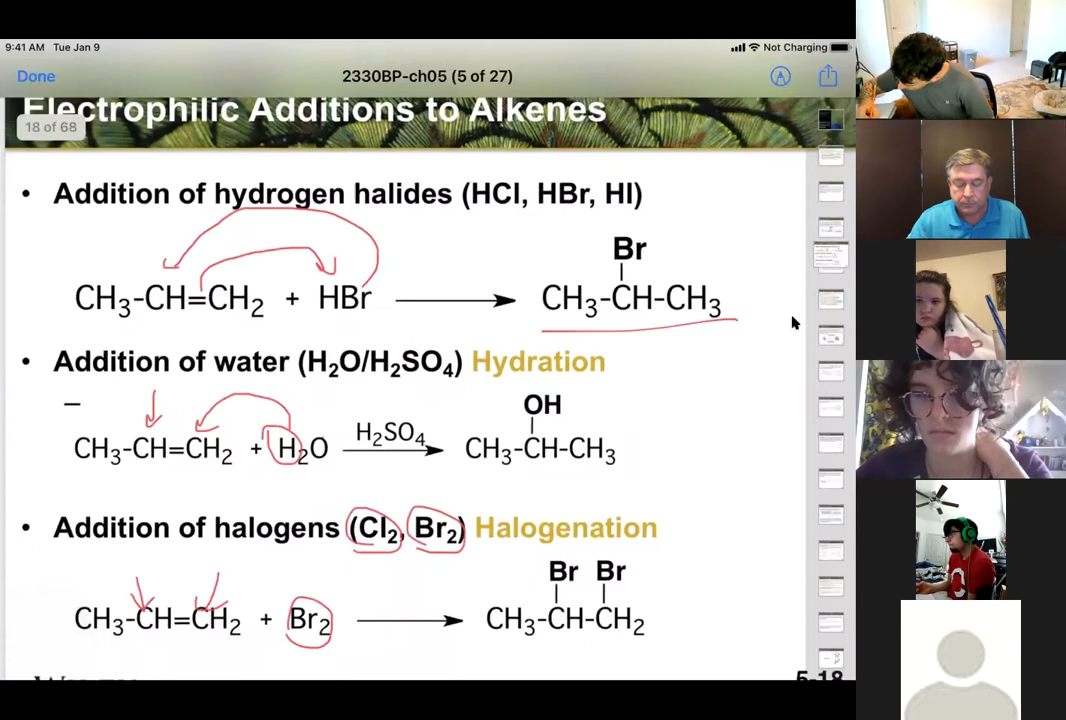 9:41 AM Tue Jan 9
Not Charging
Done
2330BP-ch05 (5 of 27)
Electrophilic Additions to Alkenes
18 of 68
• Addition of hydrogen halides (HCl, HBr, HI)
Br
CH₃-CH=CH₂ + HBr → CH₃-CH-CH₃
• Addition of water (H₂O/H₂SO₄) Hydration
–
OH
CH₃-CH=CH₂ + H₂O H₂SO₄ → CH₃-CH-CH₃
• Addition of halogens (Cl₂, Br₂) Halogenation
Br Br
CH₃-CH=CH₂ + Br₂ → CH₃-CH-CH₂
5-18